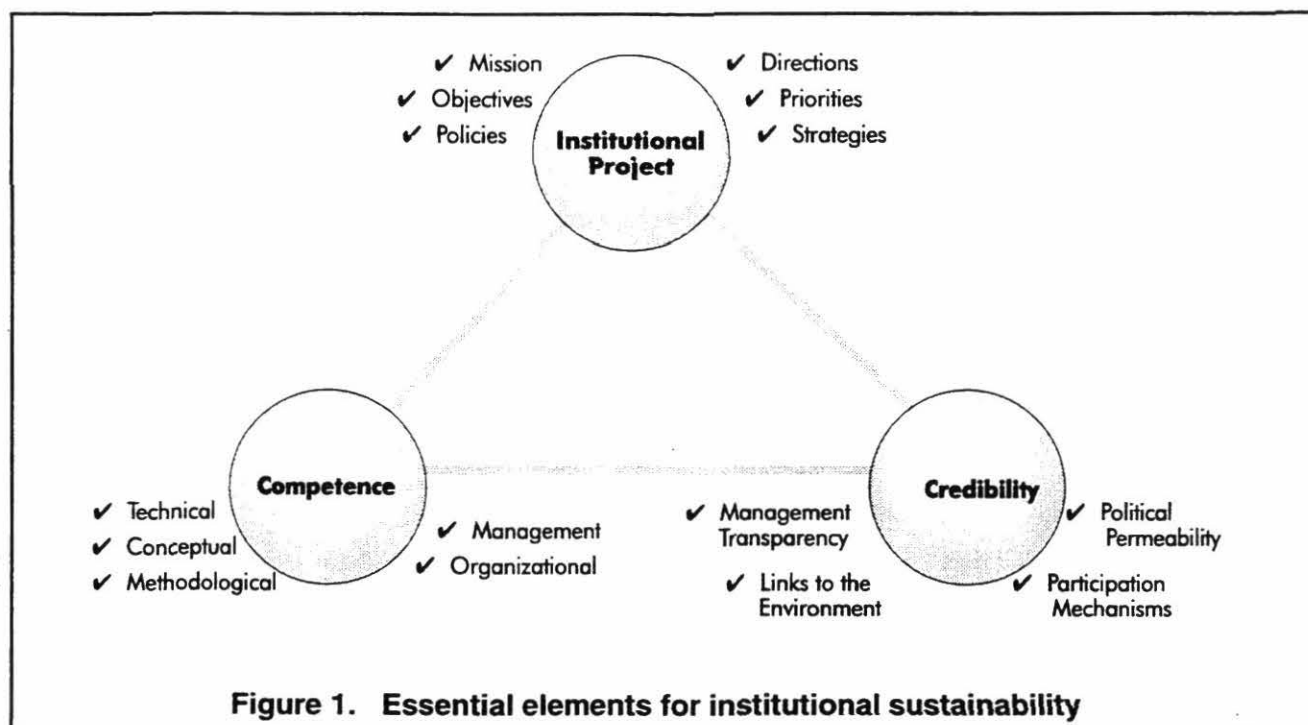 ✔ Mission
✔ Objectives
✔ Policies
Institutional
Project
✔ Directions
✔ Priorities
✔ Strategies
Competence
✔ Technical
✔ Conceptual
✔ Methodological
✔ Management
✔ Organizational
Credibility
✔ Management
Transparency
✔ Links to the
Environment
✔ Political
Permeability
✔ Participation
Mechanisms
Figure 1. Essential elements for institutional sustainability